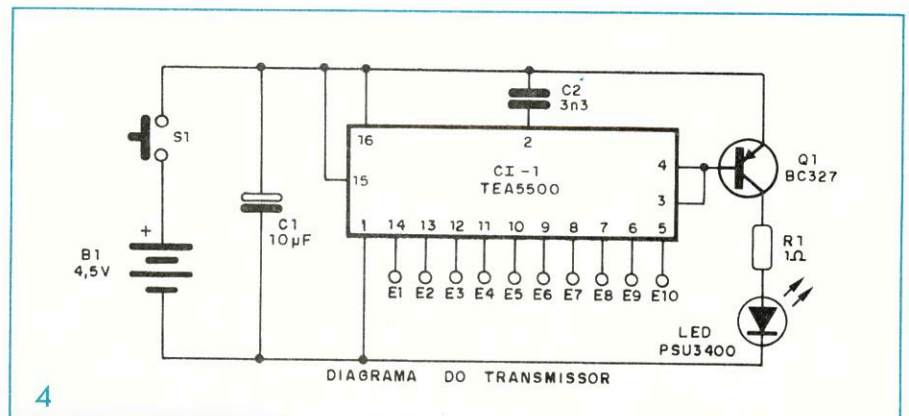 S1
+
B1
4,5V
C1
10µF
C2
3n3
16
2
15
4
3
CI-1
TEA5500
1 14 13 12 11 10 9 8 7 6 5
E1 E2 E3 E4 E5 E6 E7 E8 E9 E10
Q1
BC327
R1
1Ω
LED
PSU3400
DIAGRAMA DO TRANSMISSOR
4